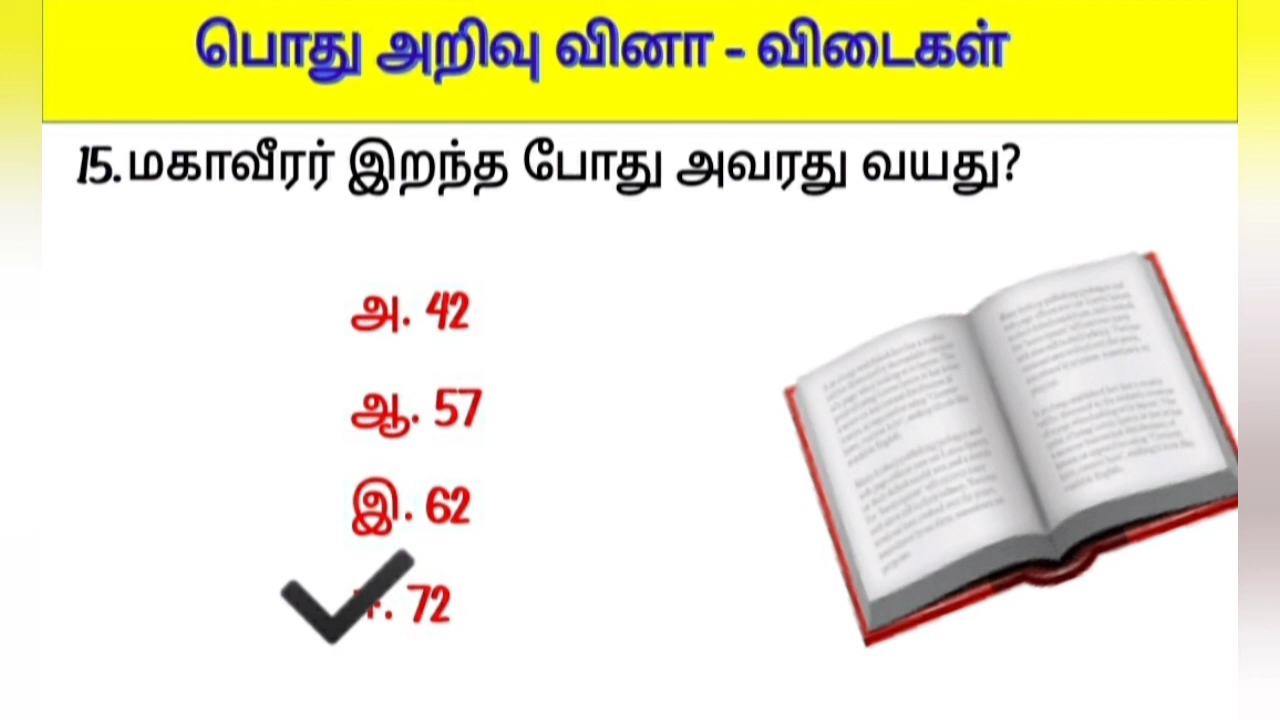 பொது அறிவு வினா - விடைகள்
15. மகாவீரர் இறந்த போது அவரது வயது?
அ. 42
ஆ. 57
இ. 62
ஈ. 72